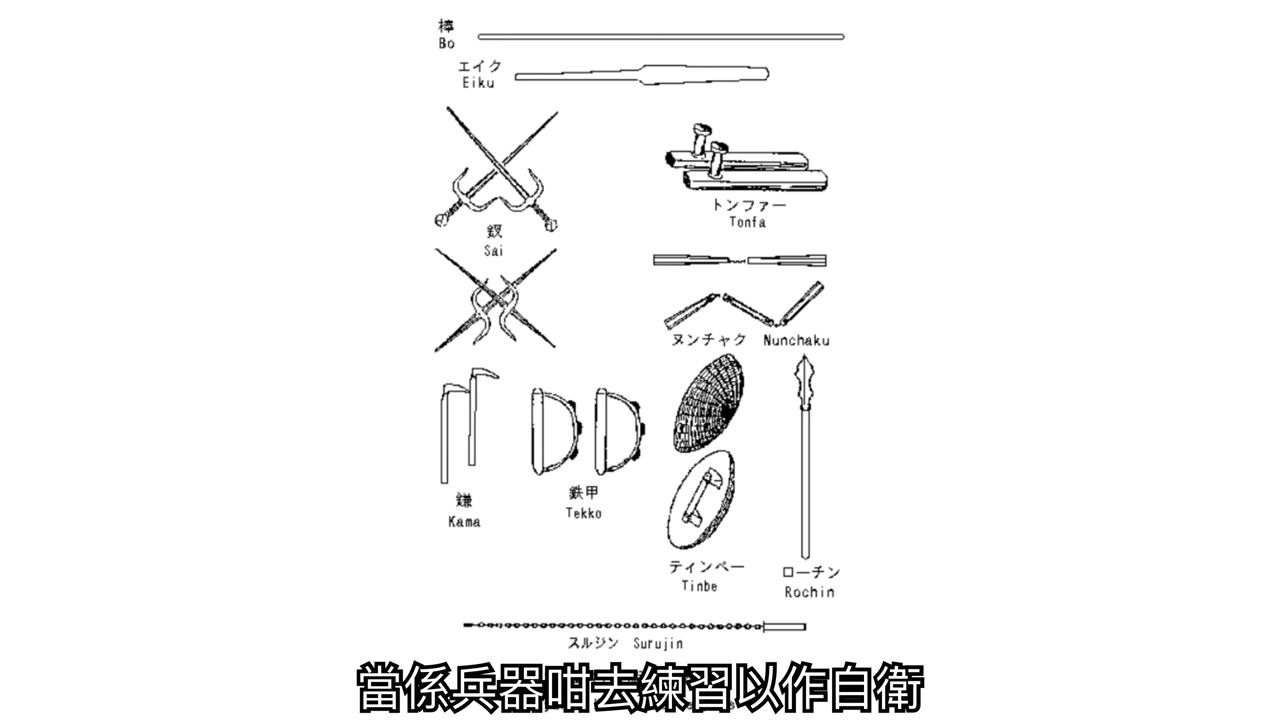 棒
Bo
エイク
Eiku
釵
Sai
トンファー
Tonfa
ヌンチャク Nunchaku
鎌
Kama
鉄甲
Tekko
ティンベー
Tinbe
ローチン
Rochin
スルジン Surujin
當係兵器咁去練習以作自衛